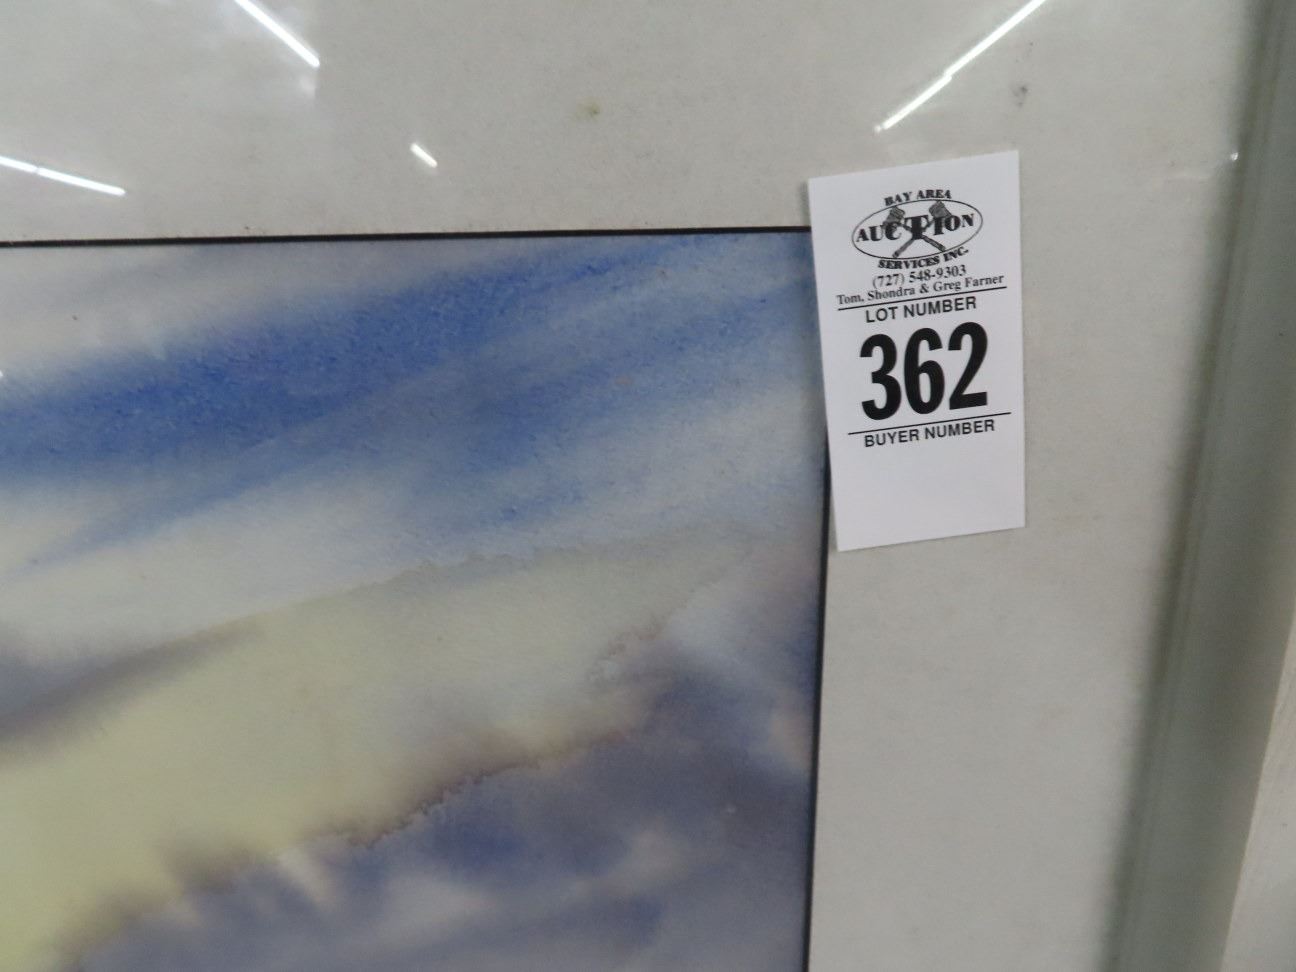 BAY AREA
AUCTION
SERVICES INC.
(727) 548-9303
Tom, Shondra & Greg Farner
LOT NUMBER
362
BUYER NUMBER